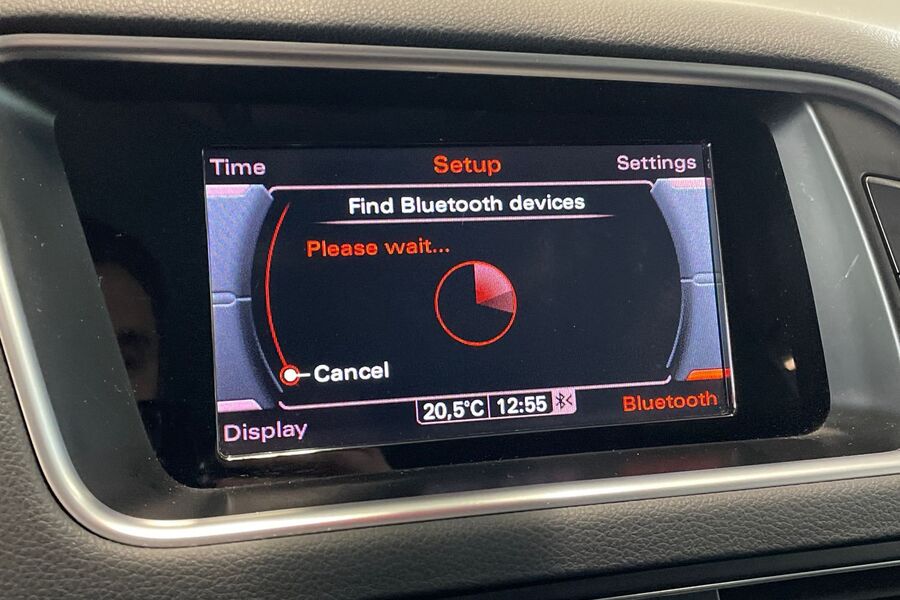 Time
Setup
Settings
Find Bluetooth devices
Please wait...
Cancel
20,5°C 12:55
Display
Bluetooth